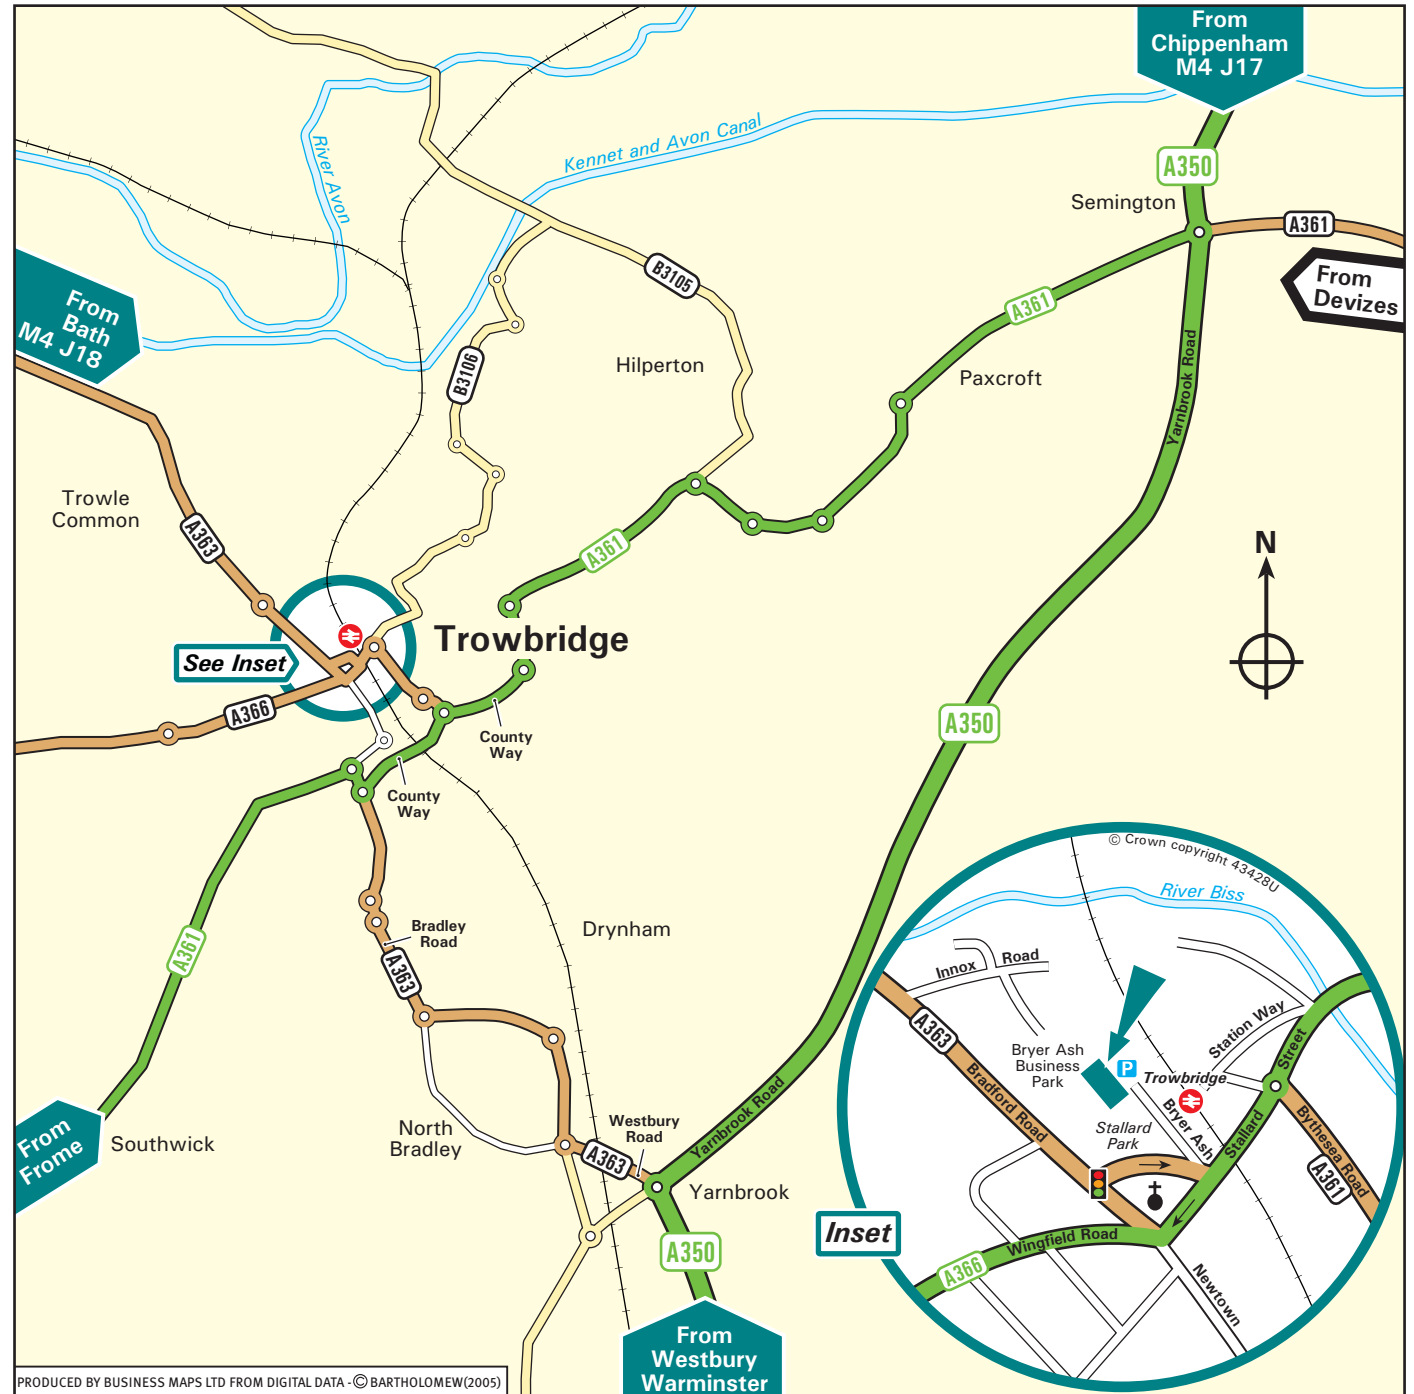 From
Chippenham
M4 J17
A350
Semington
A361
From
Devizes
Kennet and Avon Canal
River Avon
B3105
A361
From
Bath
M4 J18
B3106
Hilperton
Paxcroft
Yarnbrook Road
Trowle
Common
A363
A361
N
Trowbridge
See Inset
A366
County
Way
A350
County
Way
Bradley
Road
Drynham
A361
A363
From
Frome
Southwick
North
Bradley
Westbury
Road
A363
Yarnbrook Road
Yarnbrook
A350
From
Westbury
Warminster
© Crown copyright 43428U
River Biss
Innox Road
A363
Station Way
Street
Bryer Ash
Business
Park
P
Trowbridge
Bradford Road
Bryer Ash
Stallard
Park
Stallard
Bythesea Road
A361
Inset
Wingfield Road
A366
Newtown
PRODUCED BY BUSINESS MAPS LTD FROM DIGITAL DATA - © BARTHOLOMEW(2005)